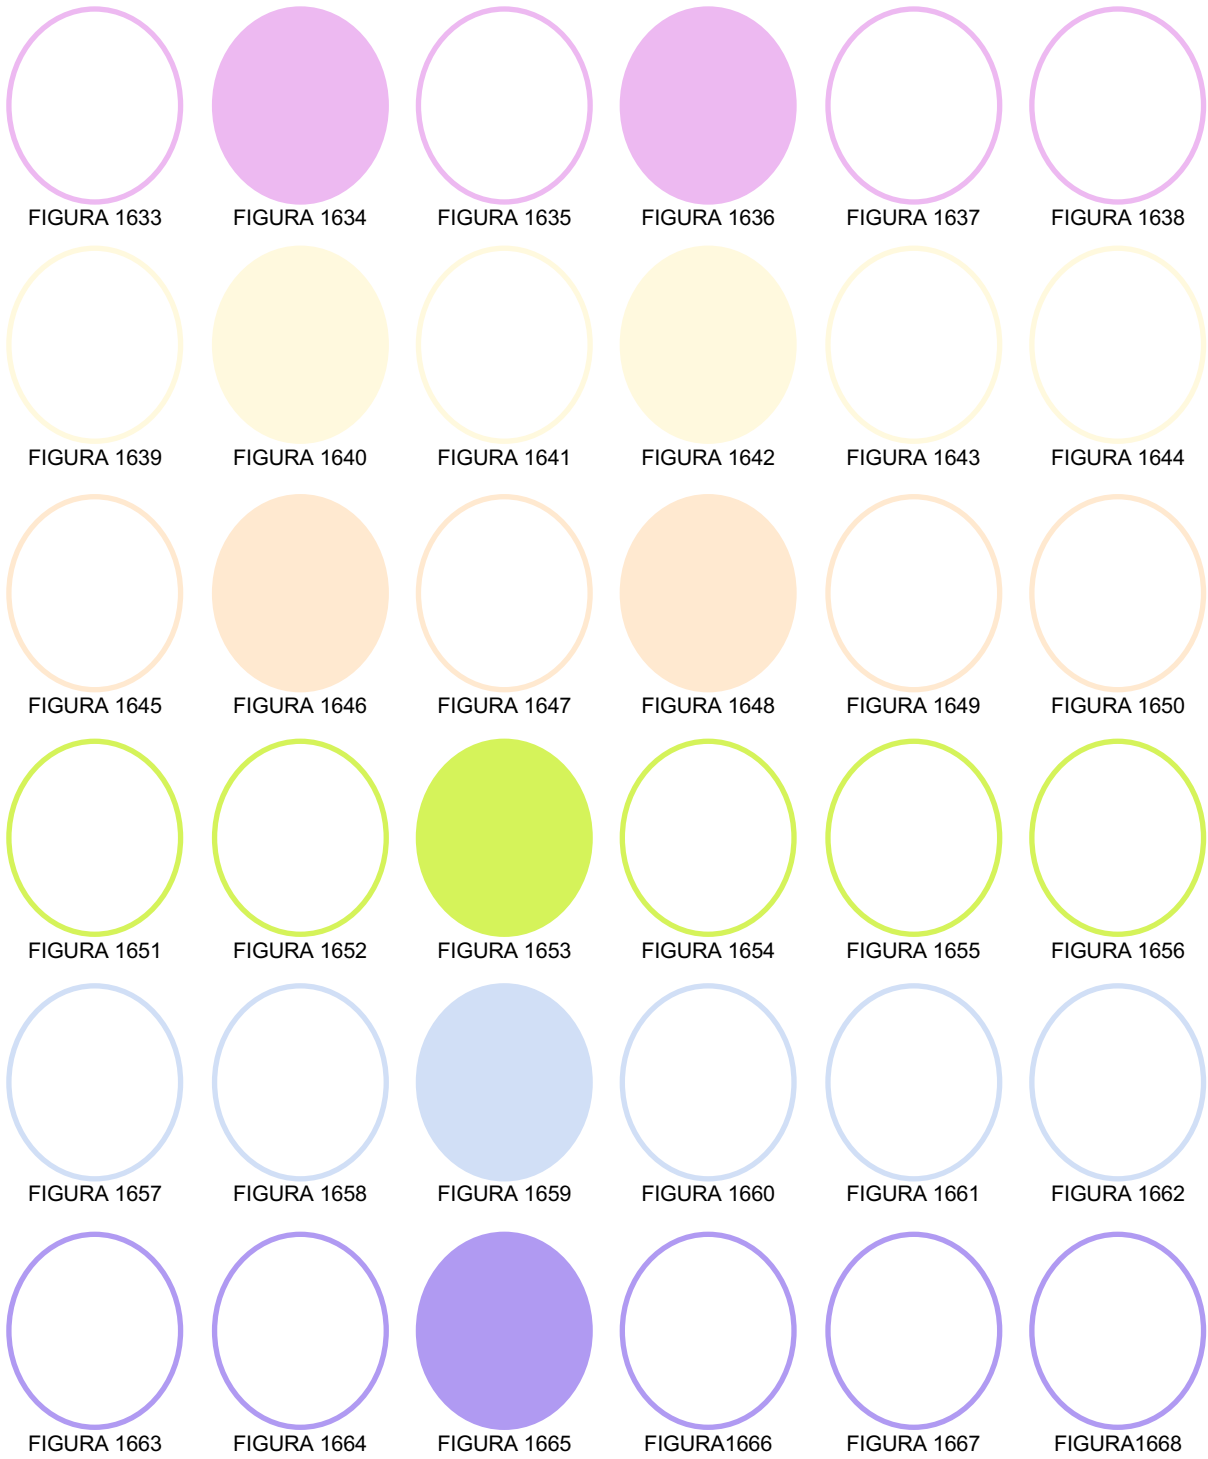 FIGURA 1633 FIGURA 1634 FIGURA 1635 FIGURA 1636 FIGURA 1637 FIGURA 1638
FIGURA 1639 FIGURA 1640 FIGURA 1641 FIGURA 1642 FIGURA 1643 FIGURA 1644
FIGURA 1645 FIGURA 1646 FIGURA 1647 FIGURA 1648 FIGURA 1649 FIGURA 1650
FIGURA 1651 FIGURA 1652 FIGURA 1653 FIGURA 1654 FIGURA 1655 FIGURA 1656
FIGURA 1657 FIGURA 1658 FIGURA 1659 FIGURA 1660 FIGURA 1661 FIGURA 1662
FIGURA 1663 FIGURA 1664 FIGURA 1665 FIGURA1666 FIGURA 1667 FIGURA1668